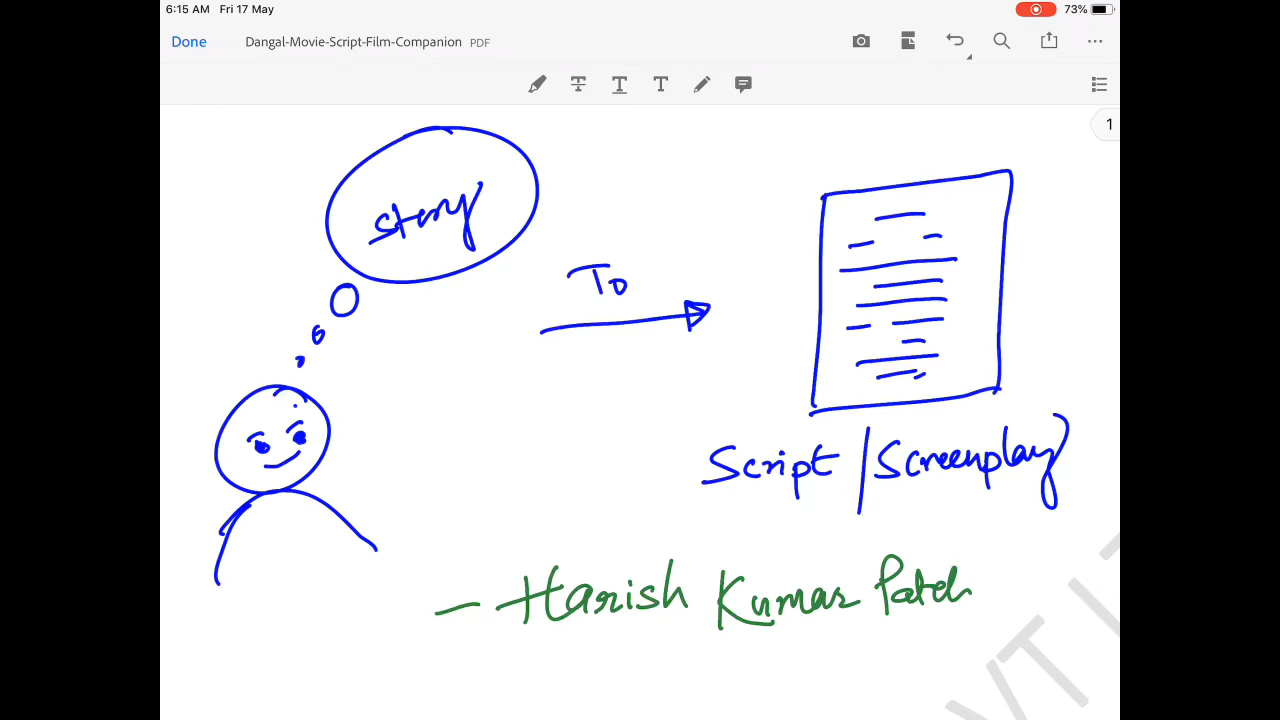 6:15 AM Fri 17 May 73%
Done Dangal-Movie-Script-Film-Companion PDF
T T T
1
story
To
Script/Screenplay
- Harish Kumar Patel